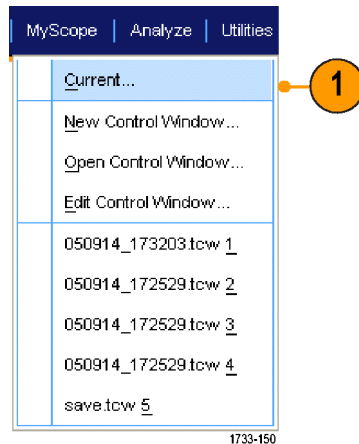 MyScope | Analyze | Utilities
Current...
1
New Control Window...
Open Control Window...
Edit Control Window...
050914_173203.tcw 1
050914_172529.tcw 2
050914_172529.tcw 3
050914_172529.tcw 4
save.tcw 5
1733-150